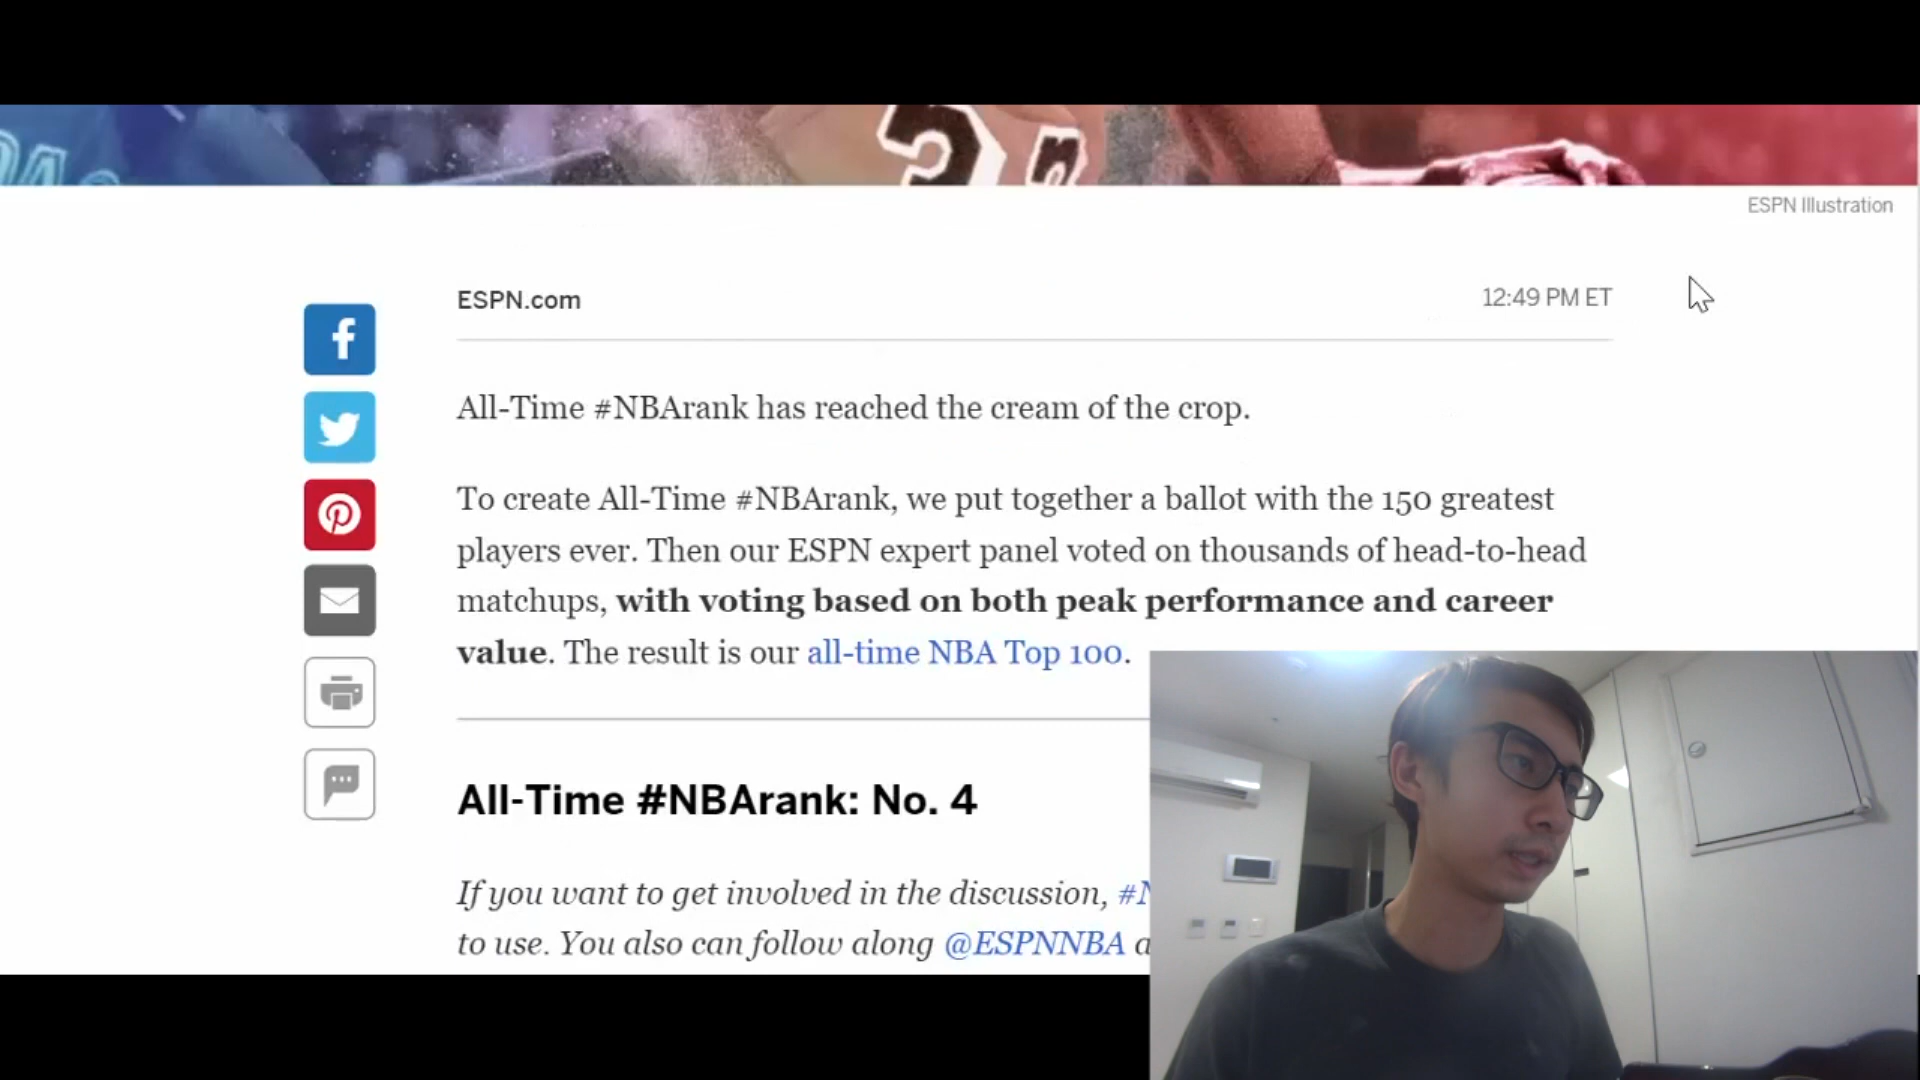 32
ESPN Illustration
ESPN.com
12:49 PM ET
All-Time #NBArank has reached the cream of the crop.
To create All-Time #NBArank, we put together a ballot with the 150 greatest
players ever. Then our ESPN expert panel voted on thousands of head-to-head
matchups, with voting based on both peak performance and career
value. The result is our all-time NBA Top 100.
All-Time #NBArank: No. 4
If you want to get involved in the discussion, #N
to use. You also can follow along @ESPNNBA a